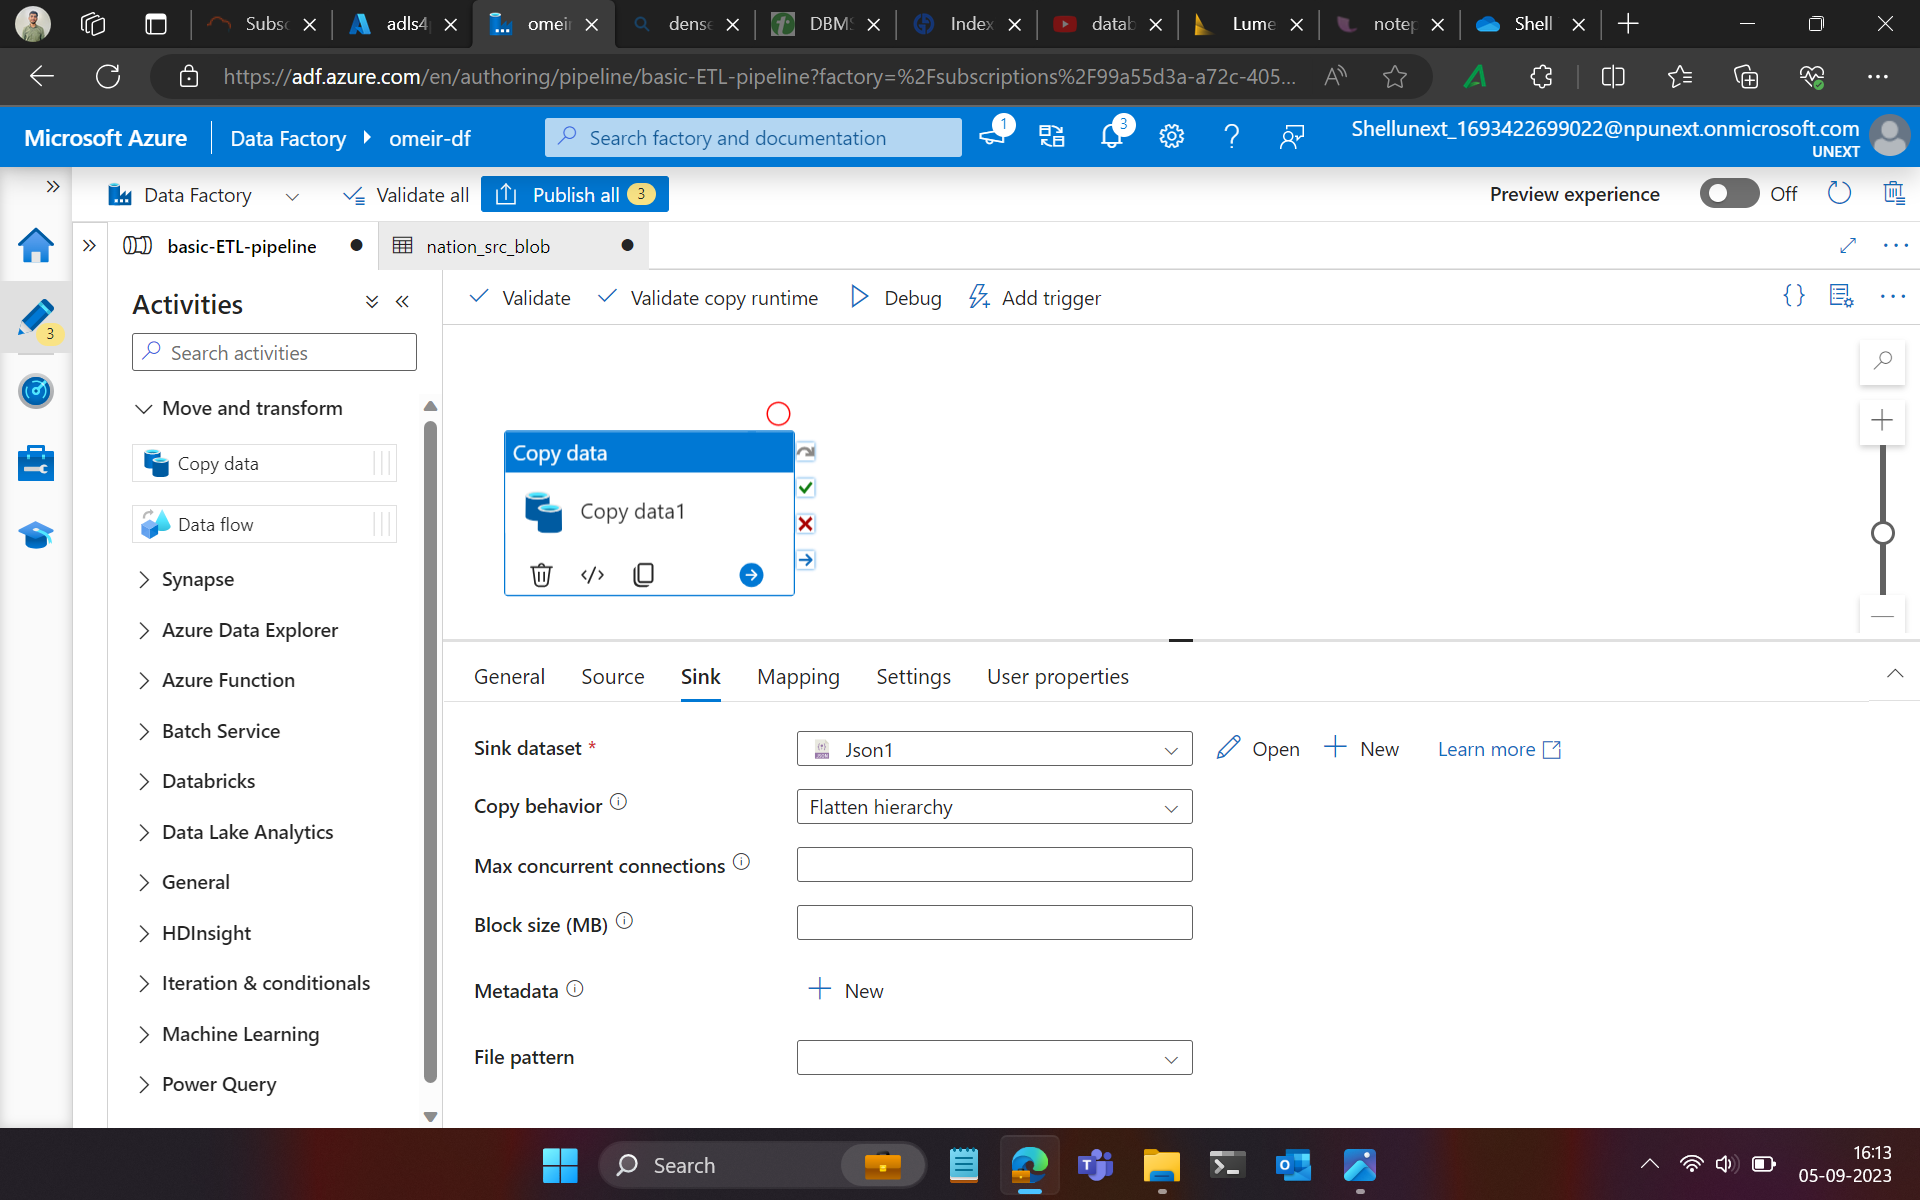 Subsc
adls4
omeir
dense
DBMS
Index
datab
Lume
notep
Shell
https://adf.azure.com/en/authoring/pipeline/basic-ETL-pipeline?factory=%2Fsubscriptions%2F99a55d3a-a72c-405...
Microsoft Azure
Data Factory
omeir-df
Search factory and documentation
1
3
Shellunext_1693422699022@npunext.onmicrosoft.com
UNEXT
Data Factory
Validate all
Publish all 3
Preview experience
Off
basic-ETL-pipeline
nation_src_blob
3
Activities
Search activities
Move and transform
Copy data
Data flow
Synapse
Azure Data Explorer
Azure Function
Batch Service
Databricks
Data Lake Analytics
General
HDInsight
Iteration & conditionals
Machine Learning
Power Query
Validate
Validate copy runtime
Debug
Add trigger
Copy data
Copy data1
General
Source
Sink
Mapping
Settings
User properties
Sink dataset *
Json1
Open
New
Learn more
Copy behavior
Flatten hierarchy
Max concurrent connections
Block size (MB)
Metadata
New
File pattern
Search
16:13
05-09-2023